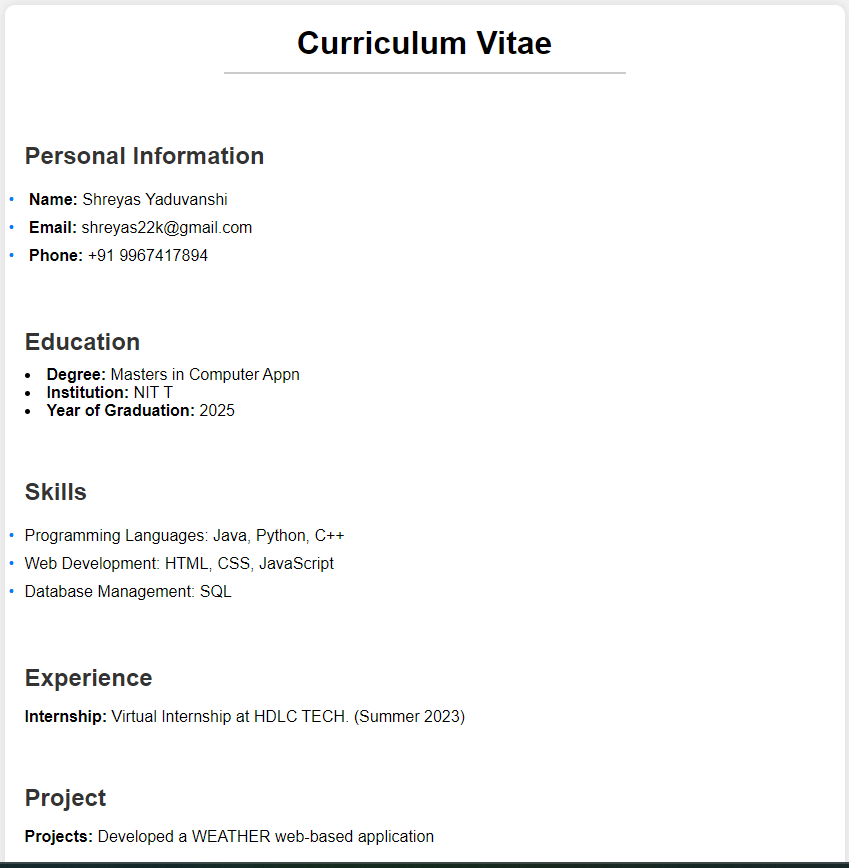 Curriculum Vitae
Personal Information
• Name: Shreyas Yaduvanshi
• Email: shreyas22k@gmail.com
• Phone: +91 9967417894
Education
• Degree: Masters in Computer Appn
• Institution: NIT T
• Year of Graduation: 2025
Skills
• Programming Languages: Java, Python, C++
• Web Development: HTML, CSS, JavaScript
• Database Management: SQL
Experience
Internship: Virtual Internship at HDLC TECH. (Summer 2023)
Project
Projects: Developed a WEATHER web-based application